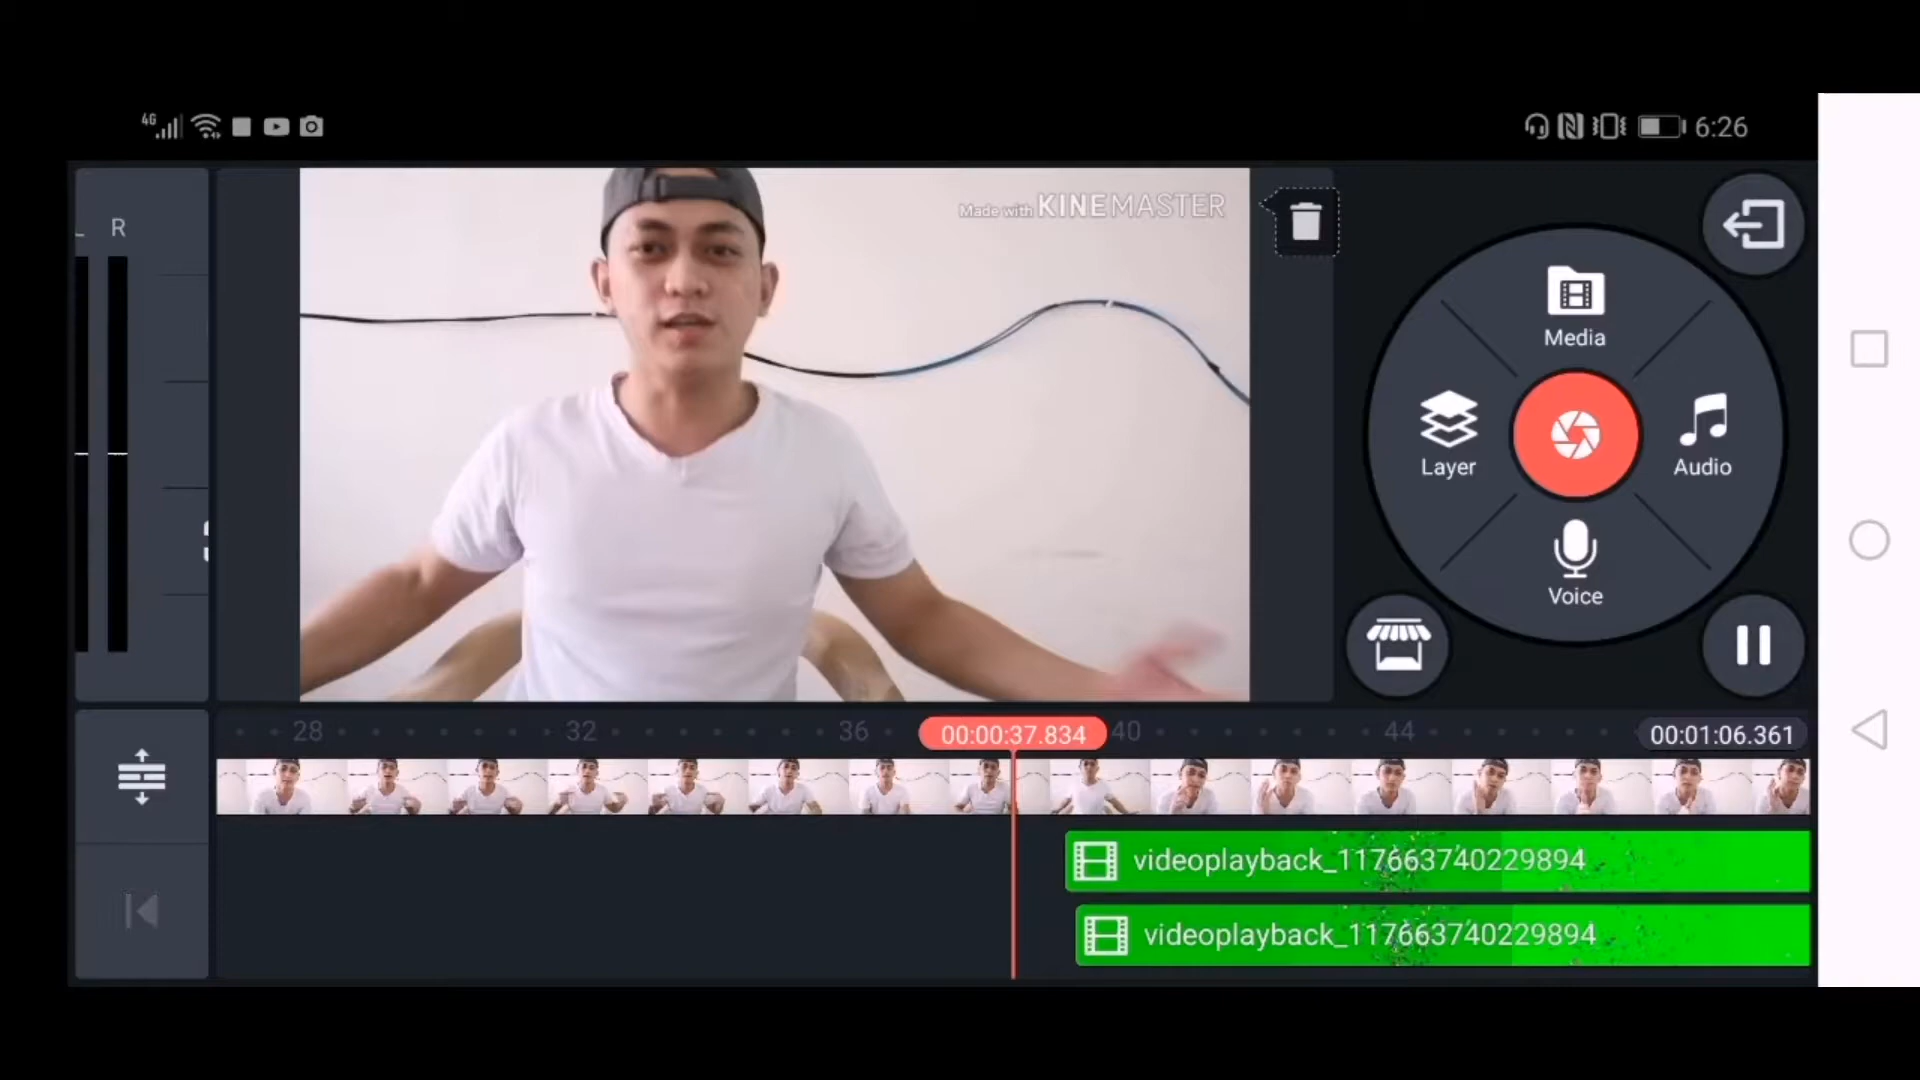 4G
6:26
R
Made with KINEMASTER
Media
Layer
Audio
Voice
28
32
36
00:00:37.834
40
44
00:01:06.361
videoplayback_117663740229894
videoplayback_117663740229894